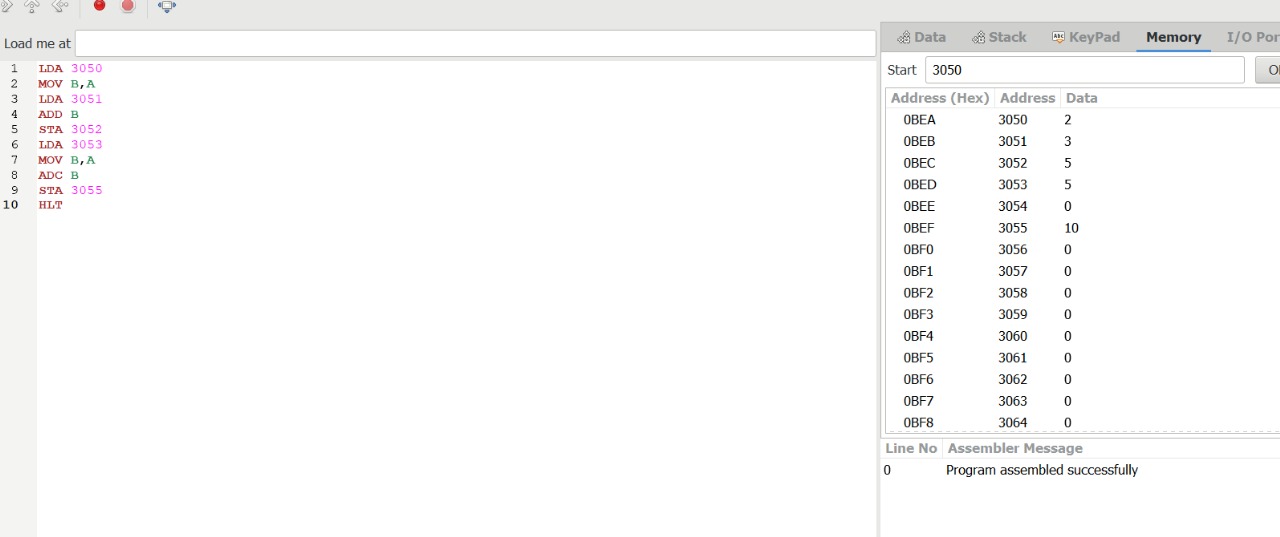 Load me at
1 LDA 3050
2 MOV B,A
3 LDA 3051
4 ADD B
5 STA 3052
6 LDA 3053
7 MOV B,A
8 ADC B
9 STA 3055
10 HLT
Data Stack KeyPad Memory I/O Por
Start 3050
Address (Hex) Address Data
0BEA 3050 2
0BEB 3051 3
0BEC 3052 5
0BED 3053 5
0BEE 3054 0
0BEF 3055 10
0BF0 3056 0
0BF1 3057 0
0BF2 3058 0
0BF3 3059 0
0BF4 3060 0
0BF5 3061 0
0BF6 3062 0
0BF7 3063 0
0BF8 3064 0
Line No Assembler Message
0 Program assembled successfully